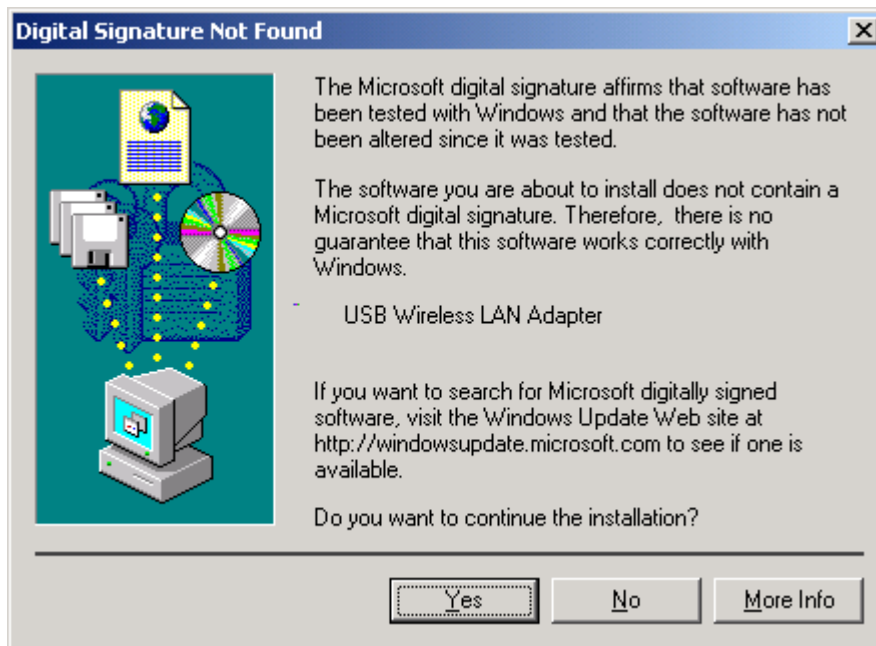 Digital Signature Not Found
The Microsoft digital signature affirms that software has
been tested with Windows and that the software has not
been altered since it was tested.
The software you are about to install does not contain a
Microsoft digital signature. Therefore,  there is no
guarantee that this software works correctly with
Windows.
USB Wireless LAN Adapter
If you want to search for Microsoft digitally signed
software, visit the Windows Update Web site at
http://windowsupdate.microsoft.com to see if one is
available.
Do you want to continue the installation?
Yes No More Info